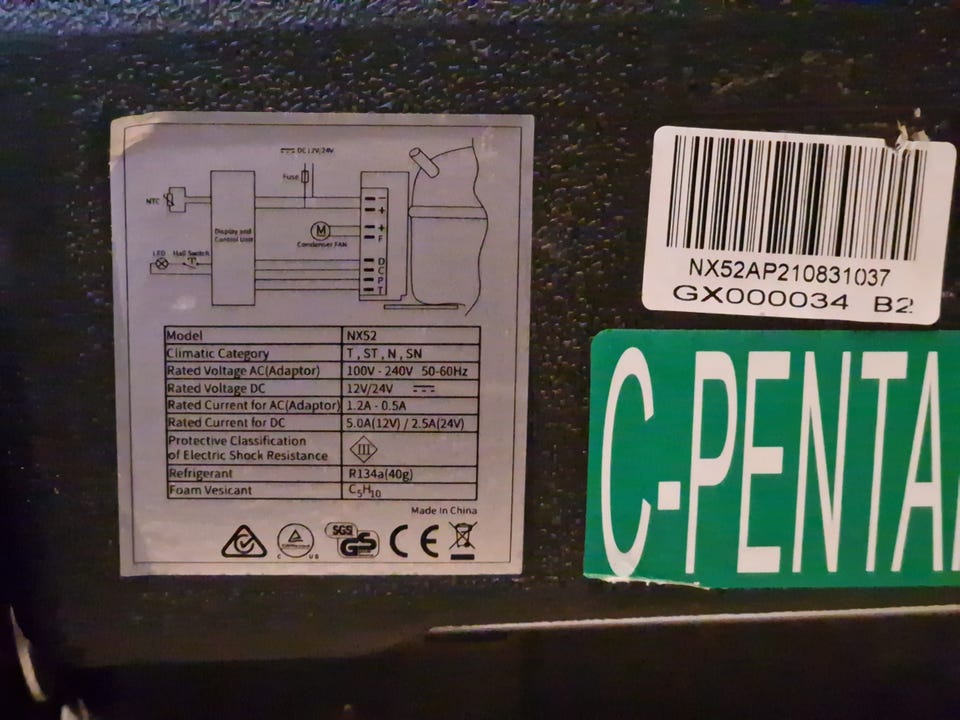 DC 12V/24V
Fuse
NTC
Display and
Control Unit
LED
Hall Switch
M
Condenser FAN
−
+
+
F
D
C
P
T
Model NX52
Climatic Category T , ST , N , SN
Rated Voltage AC(Adaptor) 100V - 240V 50-60Hz
Rated Voltage DC 12V/24V
Rated Current for AC(Adaptor) 1.2A - 0.5A
Rated Current for DC 5.0A(12V) / 2.5A(24V)
Protective Classification
of Electric Shock Resistance III
Refrigerant R134a(40g)
Foam Vesicant C₅H₁₀
Made in China
C US
SGS
GS
CE
NX52AP210831037
GX000034 B2
C-PENTA